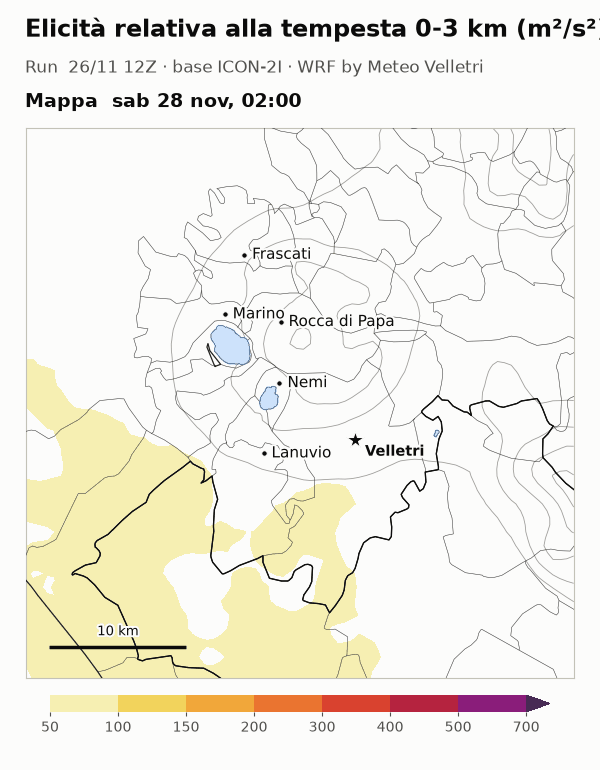 Elicità relativa alla tempesta 0-3 km (m²/s²)
Run 26/11 12Z · base ICON-2I · WRF by Meteo Velletri
Mappa sab 28 nov, 02:00
Frascati
Marino
Rocca di Papa
Nemi
Velletri
Lanuvio
10 km
50 100 150 200 300 400 500 700